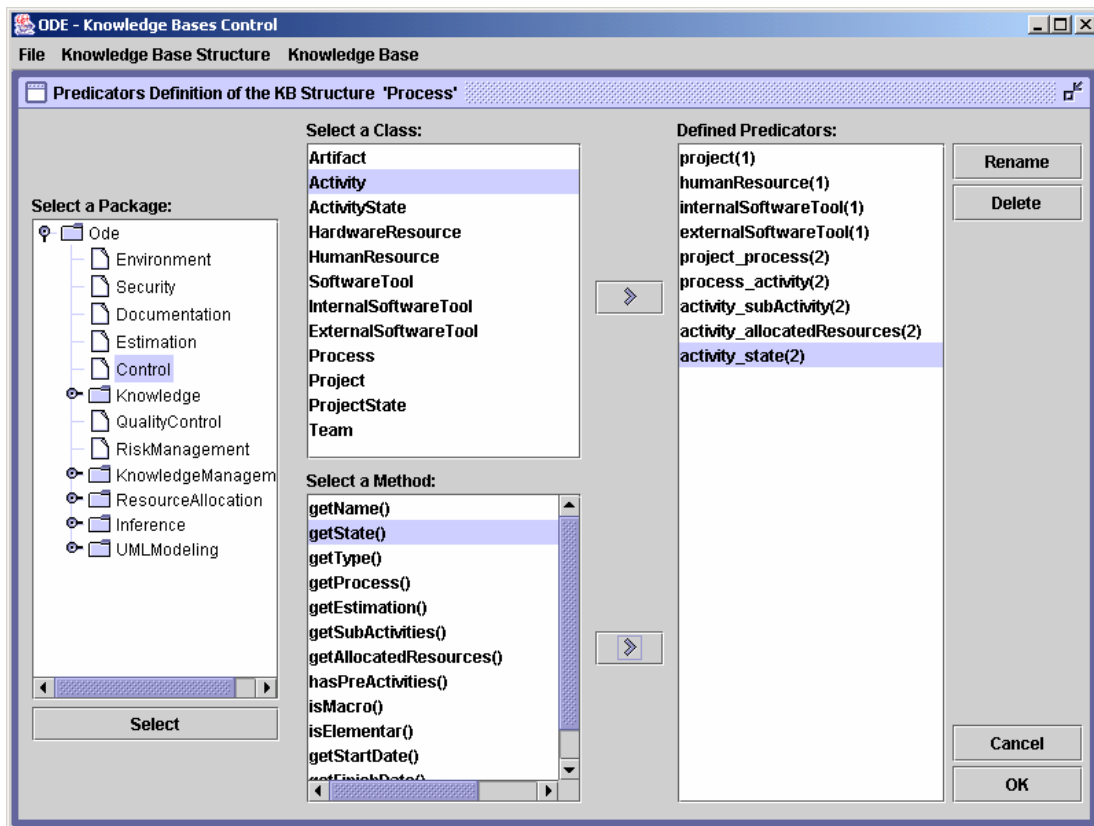 ODE - Knowledge Bases Control
File Knowledge Base Structure Knowledge Base
Predicators Definition of the KB Structure 'Process'
Select a Package:
Ode
Environment
Security
Documentation
Estimation
Control
Knowledge
QualityControl
RiskManagement
KnowledgeManagem
ResourceAllocation
Inference
UMLModeling
Select
Select a Class:
Artifact
Activity
ActivityState
HardwareResource
HumanResource
SoftwareTool
InternalSoftwareTool
ExternalSoftwareTool
Process
Project
ProjectState
Team
Select a Method:
getName()
getState()
getType()
getProcess()
getEstimation()
getSubActivities()
getAllocatedResources()
hasPreActivities()
isMacro()
isElementar()
getStartDate()
getFinishDate()
Defined Predicators:
project(1)
humanResource(1)
internalSoftwareTool(1)
externalSoftwareTool(1)
project_process(2)
process_activity(2)
activity_subActivity(2)
activity_allocatedResources(2)
activity_state(2)
Rename
Delete
Cancel
OK